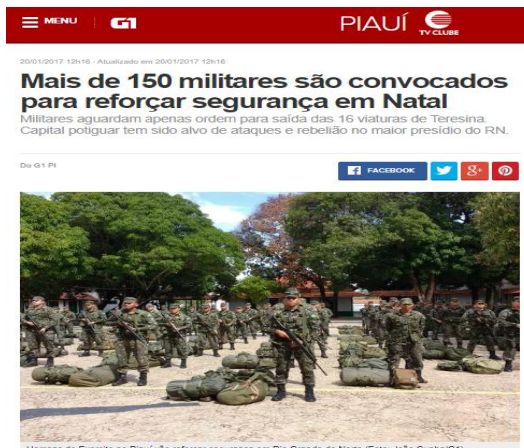 MENU G1 PIAUÍ TV CLUBE
20/01/2017 12h16 - Atualizado em 20/01/2017 12h16
Mais de 150 militares são convocados
para reforçar segurança em Natal
Militares aguardam apenas ordem para saída das 16 viaturas de Teresina.
Capital potiguar tem sido alvo de ataques e rebelião no maior presídio do RN.
Do G1 PI
FACEBOOK